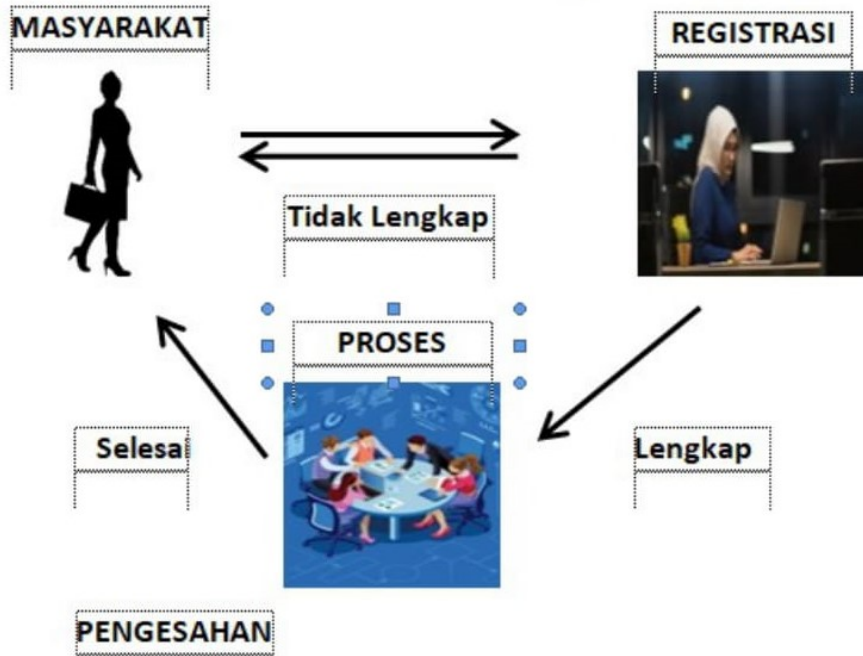 MASYARAKAT
REGISTRASI
Tidak Lengkap
PROSES
Selesai
Lengkap
PENGESAHAN